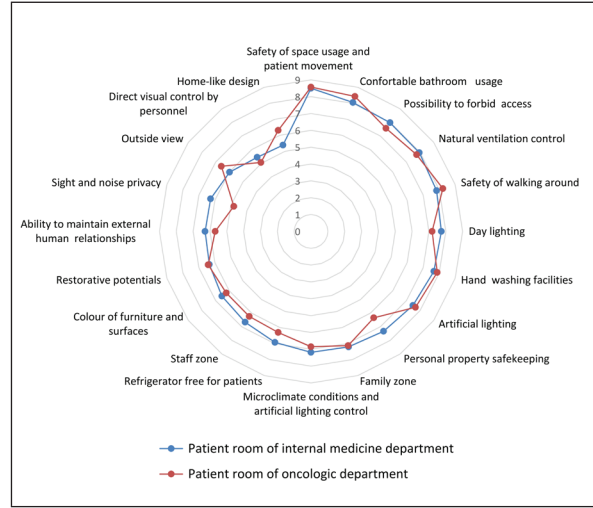 Safety of space usage and
patient movement
Home-like design
Confortable bathroom usage
Direct visual control by
personnel
Possibility to forbid access
Outside view
Natural ventilation control
Sight and noise privacy
Safety of walking around
Ability to maintain external
human relationships
Day lighting
Restorative potentials
Hand washing facilities
Colour of furniture and
surfaces
Artificial lighting
Staff zone
Personal property safekeeping
Refrigerator free for patients
Family zone
Microclimate conditions and
artificial lighting control
9
8
7
6
5
4
3
2
1
0
Patient room of internal medicine department
Patient room of oncologic department